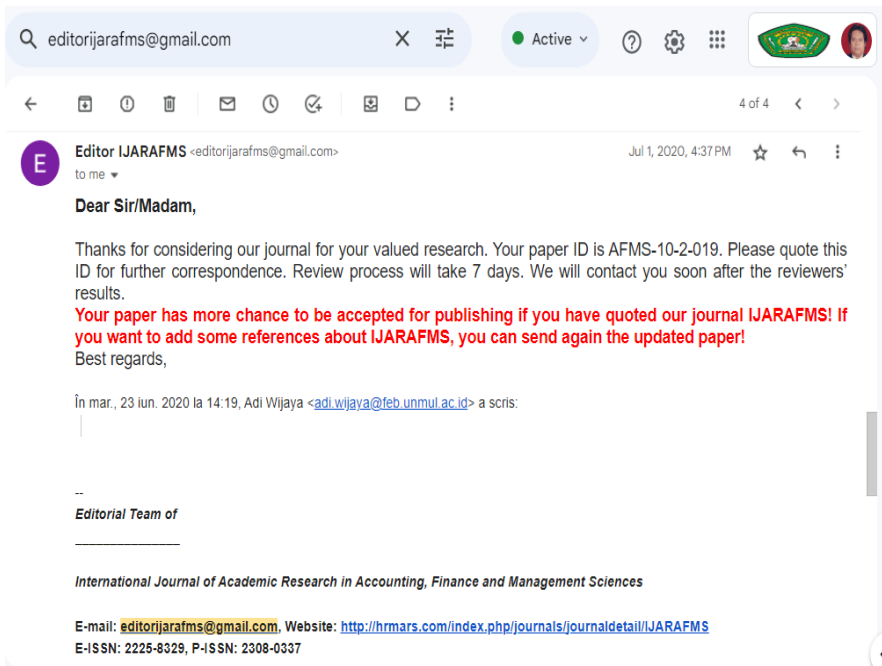 editorijarafms@gmail.com
Active
4 of 4
Editor IJARAFMS <editorijarafms@gmail.com>
Jul 1, 2020, 4:37 PM
to me
Dear Sir/Madam,
Thanks for considering our journal for your valued research. Your paper ID is AFMS-10-2-019. Please quote this
ID for further correspondence. Review process will take 7 days. We will contact you soon after the reviewers’
results.
Your paper has more chance to be accepted for publishing if you have quoted our journal IJARAFMS! If
you want to add some references about IJARAFMS, you can send again the updated paper!
Best regards,
În mar., 23 iun. 2020 la 14:19, Adi Wijaya <adi.wijaya@feb.unmul.ac.id> a scris:
--
Editorial Team of
_______________
International Journal of Academic Research in Accounting, Finance and Management Sciences
E-mail: editorijarafms@gmail.com, Website: http://hrmars.com/index.php/journals/journaldetail/IJARAFMS
E-ISSN: 2225-8329, P-ISSN: 2308-0337